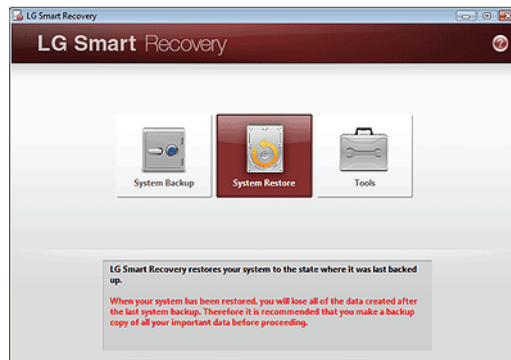 LG Smart Recovery
LG Smart Recovery
System Backup
System Restore
Tools
LG Smart Recovery restores your system to the state where it was last backed
up.
When your system has been restored, you will lose all of the data created after
the last system backup. Therefore it is recommended that you make a backup
copy of all your important data before proceeding.